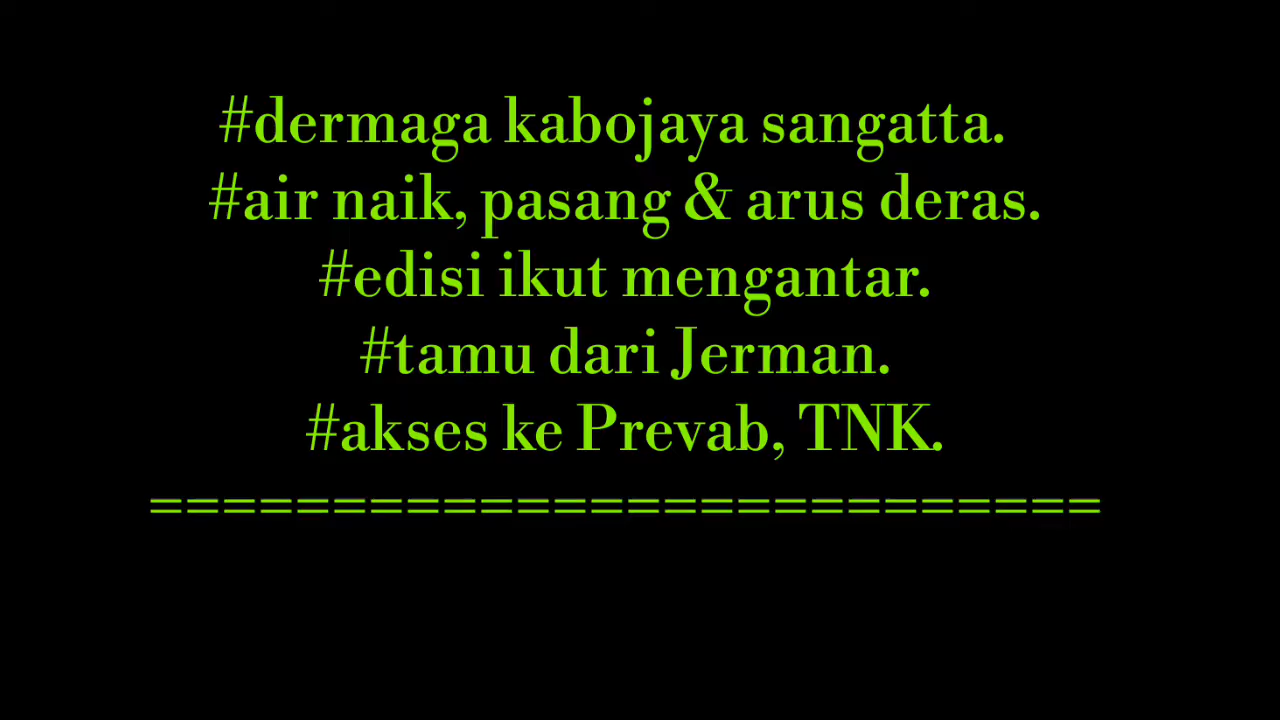 #dermaga kabojaya sangatta.
#air naik, pasang & arus deras.
#edisi ikut mengantar.
#tamu dari Jerman.
#akses ke Prevab, TNK.
==========================